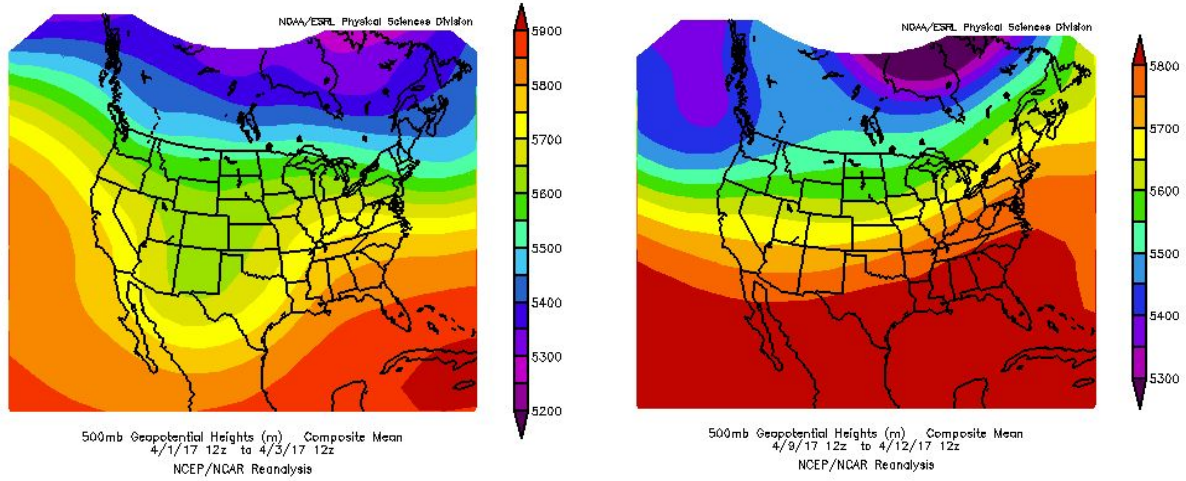 NOAA/ESRL Physical Sciences Division
5900
5800
5700
5600
5500
5400
5300
5200
500mb Geopotential Heights (m) Composite Mean
4/1/17 12z to 4/3/17 12z
NCEP/NCAR Reanalysis
NOAA/ESRL Physical Sciences Division
5800
5700
5600
5500
5400
5300
500mb Geopotential Heights (m) Composite Mean
4/9/17 12z to 4/12/17 12z
NCEP/NCAR Reanalysis